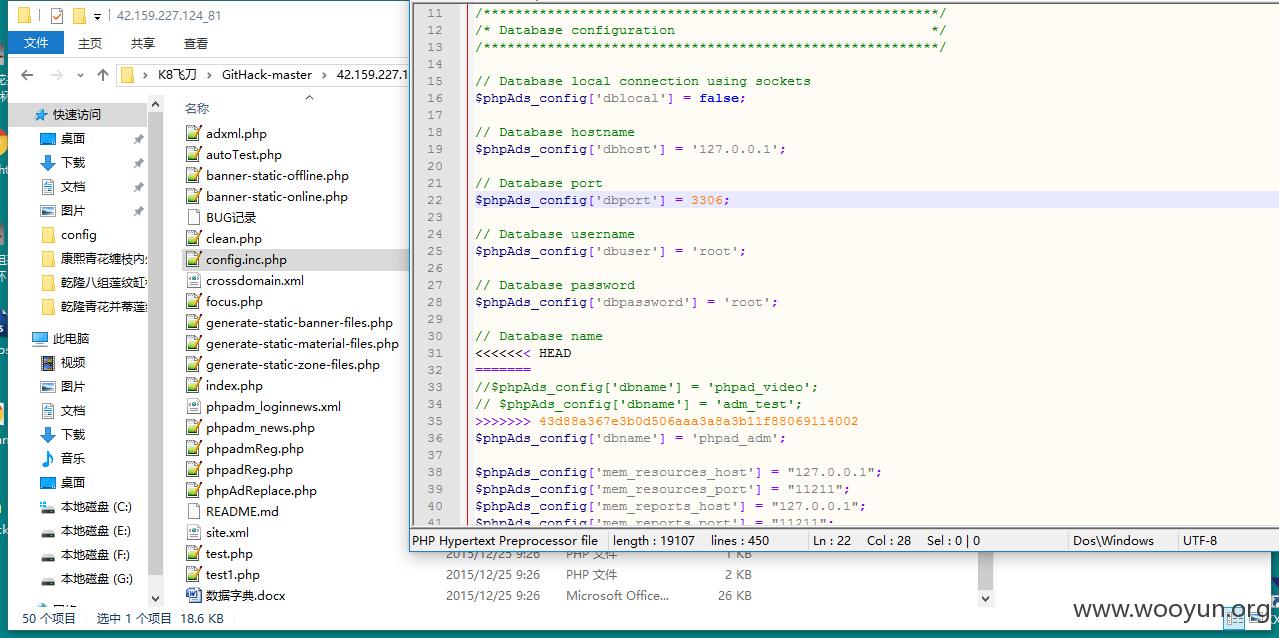 42.159.227.124_81
文件 主页 共享 查看
K8飞刀 GitHack-master 42.159.227.1
快速访问
桌面
下载
文档
图片
config
康熙青花缠枝内
乾隆八组莲纹缸
乾隆青花并蒂莲
此电脑
视频
图片
文档
下载
音乐
桌面
本地磁盘 (C:)
本地磁盘 (E:)
本地磁盘 (F:)
本地磁盘 (G:)
名称
adxml.php
autoTest.php
banner-static-offline.php
banner-static-online.php
BUG记录
clean.php
config.inc.php
crossdomain.xml
focus.php
generate-static-banner-files.php
generate-static-material-files.php
generate-static-zone-files.php
index.php
phpadm_loginnews.xml
phpadm_news.php
phpadmReg.php
phpadReg.php
phpAdReplace.php
README.md
site.xml
test.php 2015/12/25 9:26 PHP 文件 1 KB
test1.php 2015/12/25 9:26 PHP 文件 2 KB
数据字典.docx 2015/12/25 9:26 Microsoft Office... 26 KB
50 个项目 选中 1 个项目 18.6 KB
11 /*********************************************************/
12 /* Database configuration */
13 /*********************************************************/
14
15 // Database local connection using sockets
16 $phpAds_config['dblocal'] = false;
17
18 // Database hostname
19 $phpAds_config['dbhost'] = '127.0.0.1';
20
21 // Database port
22 $phpAds_config['dbport'] = 3306;
23
24 // Database username
25 $phpAds_config['dbuser'] = 'root';
26
27 // Database password
28 $phpAds_config['dbpassword'] = 'root';
29
30 // Database name
31 <<<<<<< HEAD
32 =======
33 //$phpAds_config['dbname'] = 'phpad_video';
34 // $phpAds_config['dbname'] = 'adm_test';
35 >>>>>>> 43d88a367e3b0d506aaa3a8a3b11f88069114002
36 $phpAds_config['dbname'] = 'phpad_adm';
37
38 $phpAds_config['mem_resources_host'] = "127.0.0.1";
39 $phpAds_config['mem_resources_port'] = "11211";
40 $phpAds_config['mem_reports_host'] = "127.0.0.1";
41 $phpAds_config['mem_reports_port'] = "11211";
PHP Hypertext Preprocessor file length : 19107 lines : 450 Ln : 22 Col : 28 Sel : 0 | 0 Dos\Windows UTF-8
www.wooyun.org